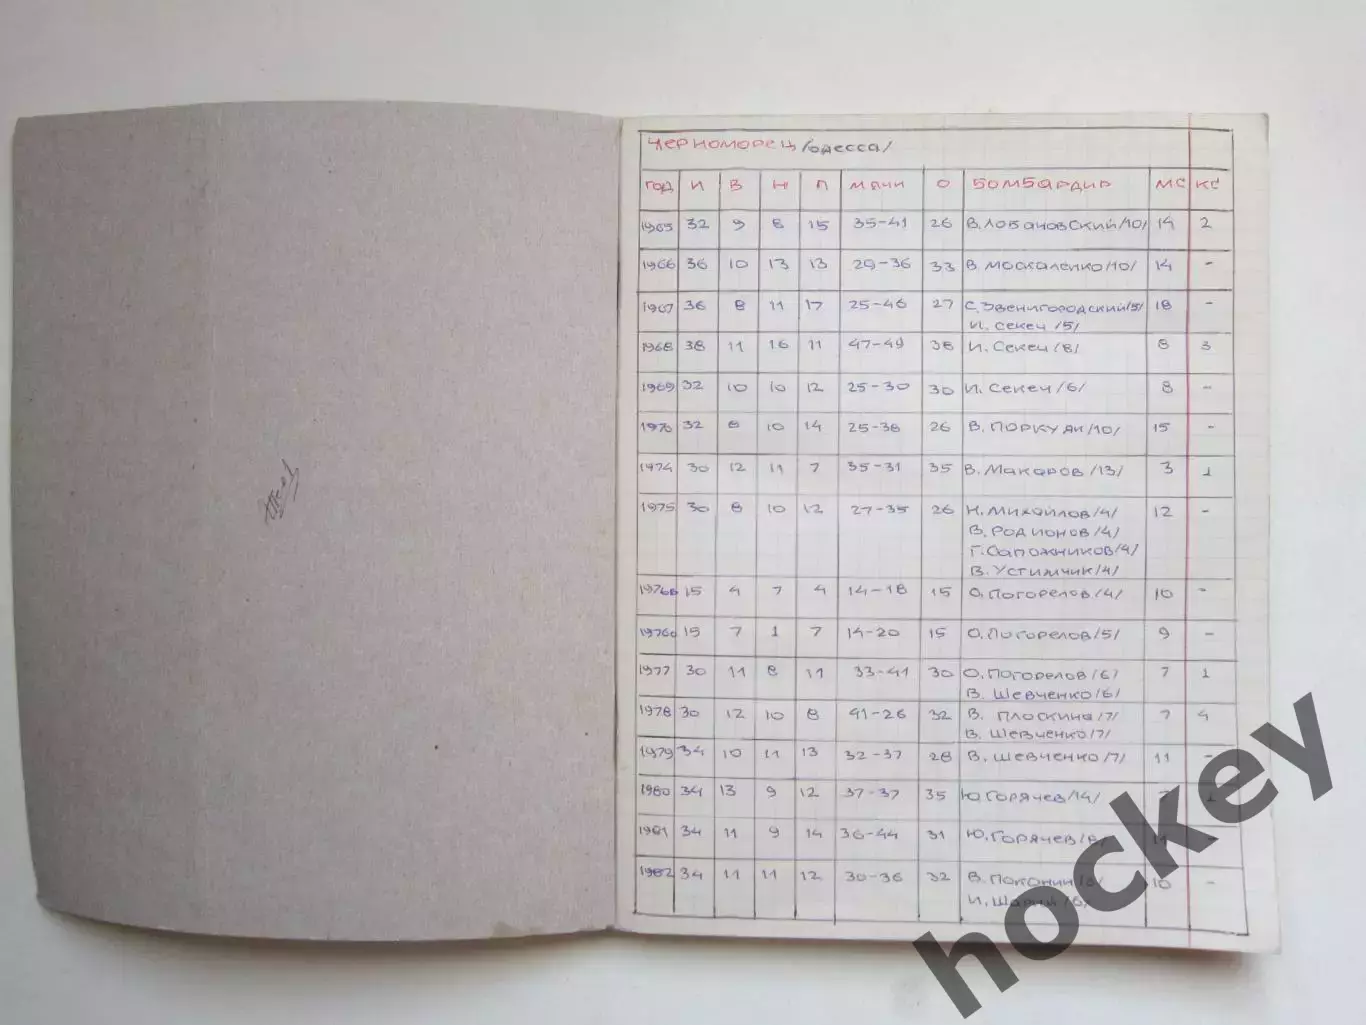 ЧЕРНОМОРЕЦ /ОДЕССА/
ГОД И В Н П МЯЧИ О БОМБАРДИР МС КС
1965 32 9 8 15 35-41 26 В.ЛОБАНОВСКИЙ/10/ 14 2
1966 36 10 13 13 29-36 33 В. МОСКАЛЕНКО/10/ 14 -
1967 36 8 11 17 25-46 27 С.ЗВЕНИГОРОДСКИЙ/5/ 18 -
И. СЕКЕЧ /5/
1968 38 11 16 11 47-49 38 И. СЕКЕЧ /8/ 8 3
1969 32 10 10 12 25-30 30 И. СЕКЕЧ /6/ 8 -
1970 32 8 10 14 25-38 26 В. ПОРКУЯН/10/ 15 -
1974 30 12 11 7 35-31 35 В. МАКАРОВ/13/ 3 1
1975 30 8 10 12 27-35 26 Н.МИХАЙЛОВ/4/ 12 -
В. РОДИОНОВ/4/
Г.САПОЖНИКОВ/4/
В. УСТИМЧИК/4/
1976В 15 4 7 4 14-18 15 О.ПОГОРЕЛОВ/4/ 10 -
1976О 15 7 1 7 14-20 15 О.ПОГОРЕЛОВ/5/ 9 -
1977 30 11 8 11 33-41 30 О.ПОГОРЕЛОВ/6/ 7 1
В. ШЕВЧЕНКО/6/
1978 30 12 10 8 41-26 32 В. ПЛОСКИНА/7/ 7 4
В. ШЕВЧЕНКО/7/
1979 34 10 11 13 32-37 28 В. ШЕВЧЕНКО/7/ 11 -
1980 34 13 9 12 37-37 35 Ю.ГОРЯЧЕВ/14/ 7 1
1981 34 11 9 14 36-44 31 Ю.ГОРЯЧЕВ/8/ 11 -
1982 34 11 11 12 30-36 32 В. /8/ 10 -
И. ШАРИЙ/8/
hockey